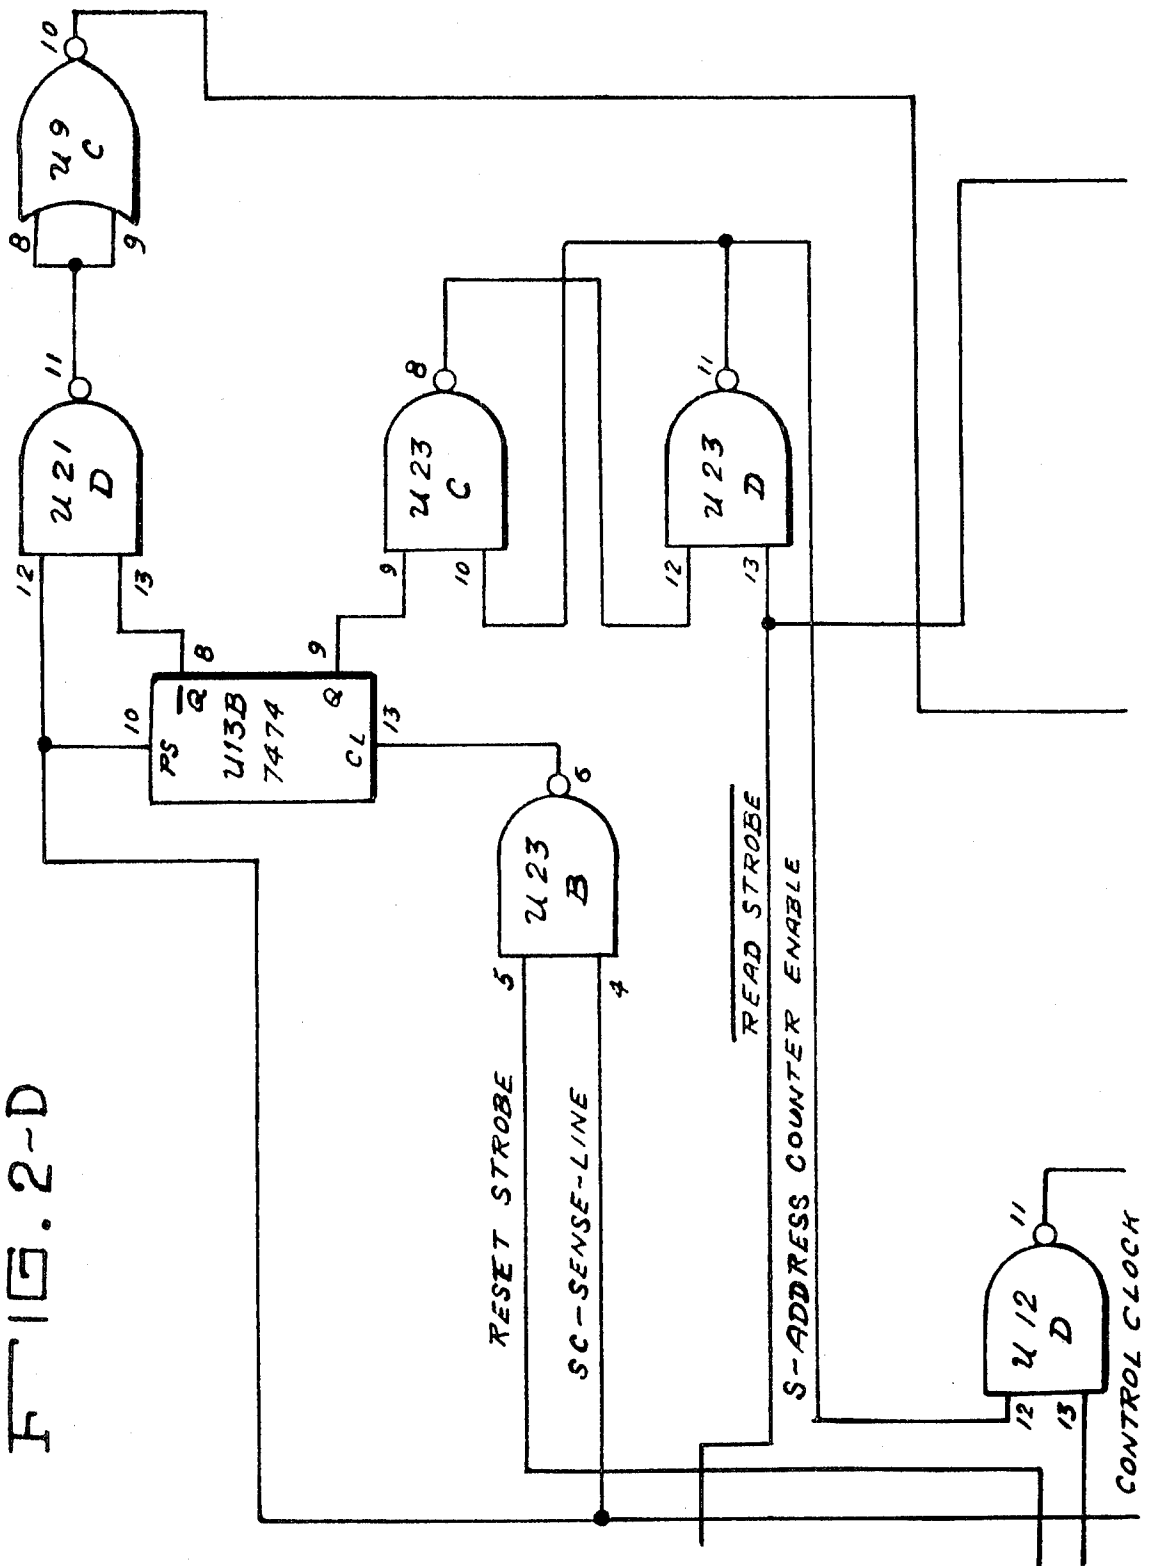 FIG. 2-D
10
U9
C
8
9
11
U21
D
12
13
8
U23
C
9
10
11
U23
D
12
13
10
PS
Q̅
8
U13B
7474
Q
9
CL
13
6
U23
B
5
4
RESET STROBE
SC-SENSE-LINE
READ STROBE
S-ADDRESS COUNTER ENABLE
11
U12
D
12
13
CONTROL CLOCK